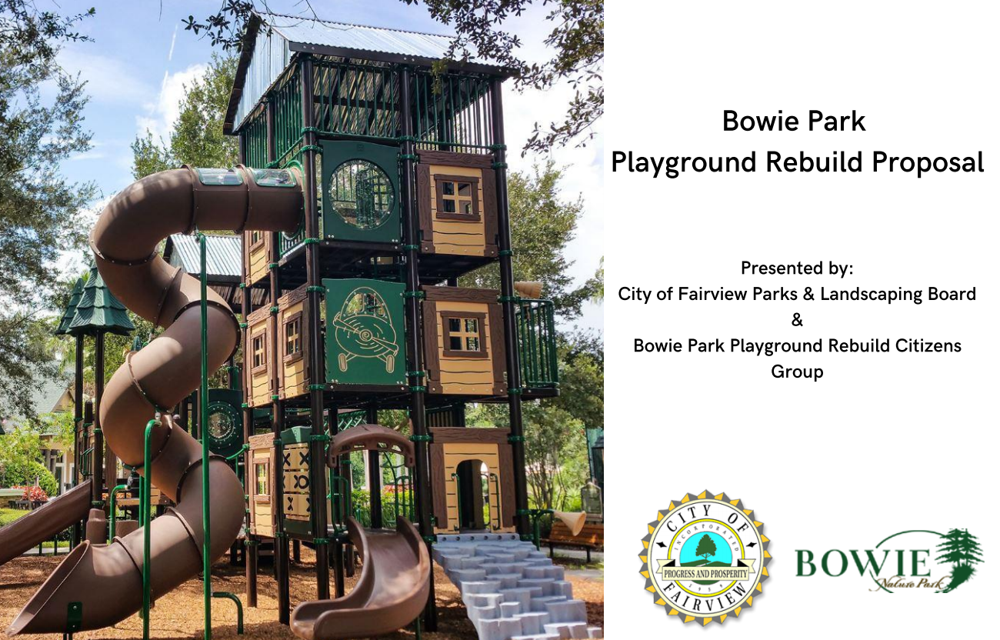 Bowie Park
Playground Rebuild Proposal
Presented by:
City of Fairview Parks & Landscaping Board
&
Bowie Park Playground Rebuild Citizens
Group
CITY OF
INCORPORATED
PROGRESS AND PROSPERITY
1959
FAIRVIEW
BOWIE
Nature Park
X X
X O
X